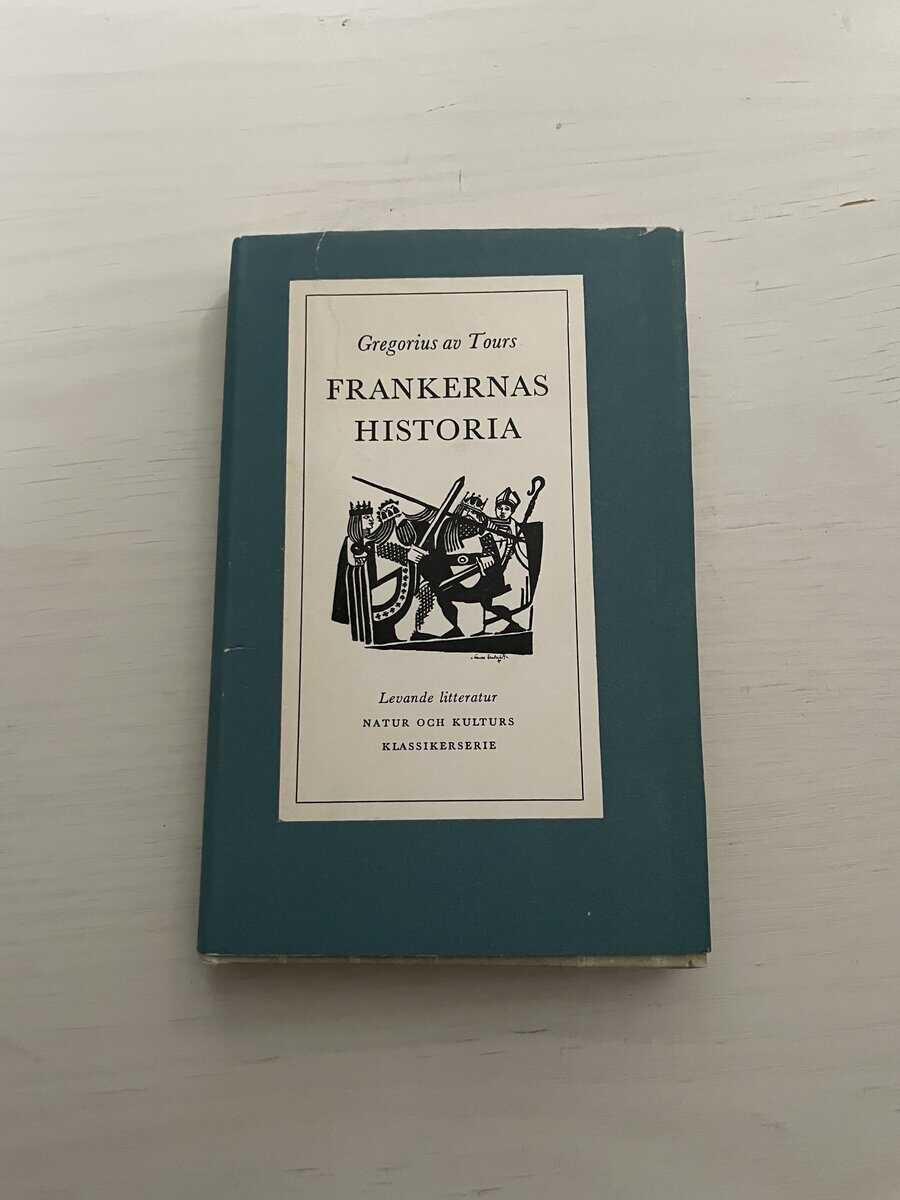 Gregorius av Tours
FRANKERNAS
HISTORIA
Levande litteratur
NATUR OCH KULTURS
KLASSIKERSERIE